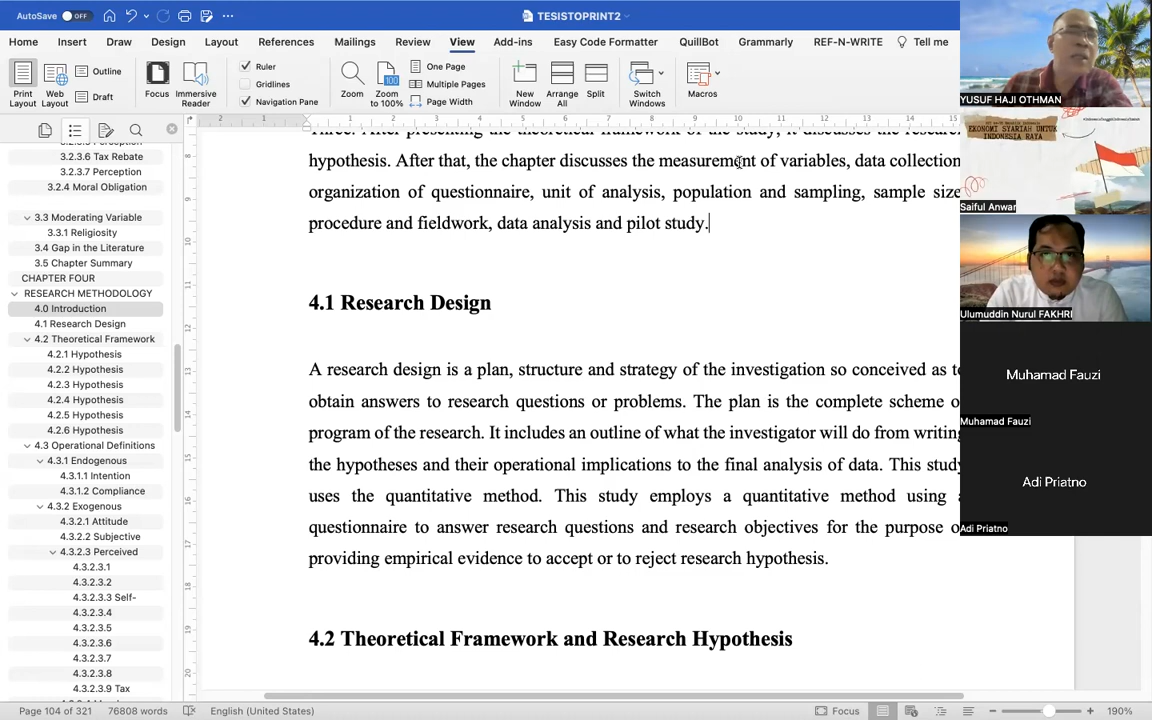 AutoSave OFF
TESISTOPRINT2
Home Insert Draw Design Layout References Mailings Review View Add-ins Easy Code Formatter QuillBot Grammarly REF-N-WRITE Tell me
Print Layout
Web Layout
Outline
Draft
Focus
Immersive Reader
Ruler
Gridlines
Navigation Pane
Zoom
Zoom to 100%
One Page
Multiple Pages
Page Width
New Window
Arrange All
Split
Switch Windows
Macros
3.2.3.6 Tax Rebate
3.2.3.7 Perception
3.2.4 Moral Obligation
3.3 Moderating Variable
3.3.1 Religiosity
3.4 Gap in the Literature
3.5 Chapter Summary
CHAPTER FOUR
RESEARCH METHODOLOGY
4.0 Introduction
4.1 Research Design
4.2 Theoretical Framework
4.2.1 Hypothesis
4.2.2 Hypothesis
4.2.3 Hypothesis
4.2.4 Hypothesis
4.2.5 Hypothesis
4.2.6 Hypothesis
4.3 Operational Definitions
4.3.1 Endogenous
4.3.1.1 Intention
4.3.1.2 Compliance
4.3.2 Exogenous
4.3.2.1 Attitude
4.3.2.2 Subjective
4.3.2.3 Perceived
4.3.2.3.1
4.3.2.3.2
4.3.2.3.3 Self-
4.3.2.3.4
4.3.2.3.5
4.3.2.3.6
4.3.2.3.7
4.3.2.3.8
4.3.2.3.9 Tax
Three. After presenting the theoretical framework of the study, it discusses the research
hypothesis. After that, the chapter discusses the measurement of variables, data collection
organization of questionnaire, unit of analysis, population and sampling, sample size
procedure and fieldwork, data analysis and pilot study.
4.1 Research Design
A research design is a plan, structure and strategy of the investigation so conceived as to
obtain answers to research questions or problems. The plan is the complete scheme o
program of the research. It includes an outline of what the investigator will do from writing
the hypotheses and their operational implications to the final analysis of data. This study
uses the quantitative method. This study employs a quantitative method using a
questionnaire to answer research questions and research objectives for the purpose o
providing empirical evidence to accept or to reject research hypothesis.
4.2 Theoretical Framework and Research Hypothesis
YUSUF HAJI OTHMAN
EKONOMI SYARIAH UNTUK
INDONESIA RAYA
Saiful Anwar
Ulumuddin Nurul FAKHRI
Muhamad Fauzi
Muhamad Fauzi
Adi Priatno
Adi Priatno
Page 104 of 321 76808 words English (United States) Focus 190%